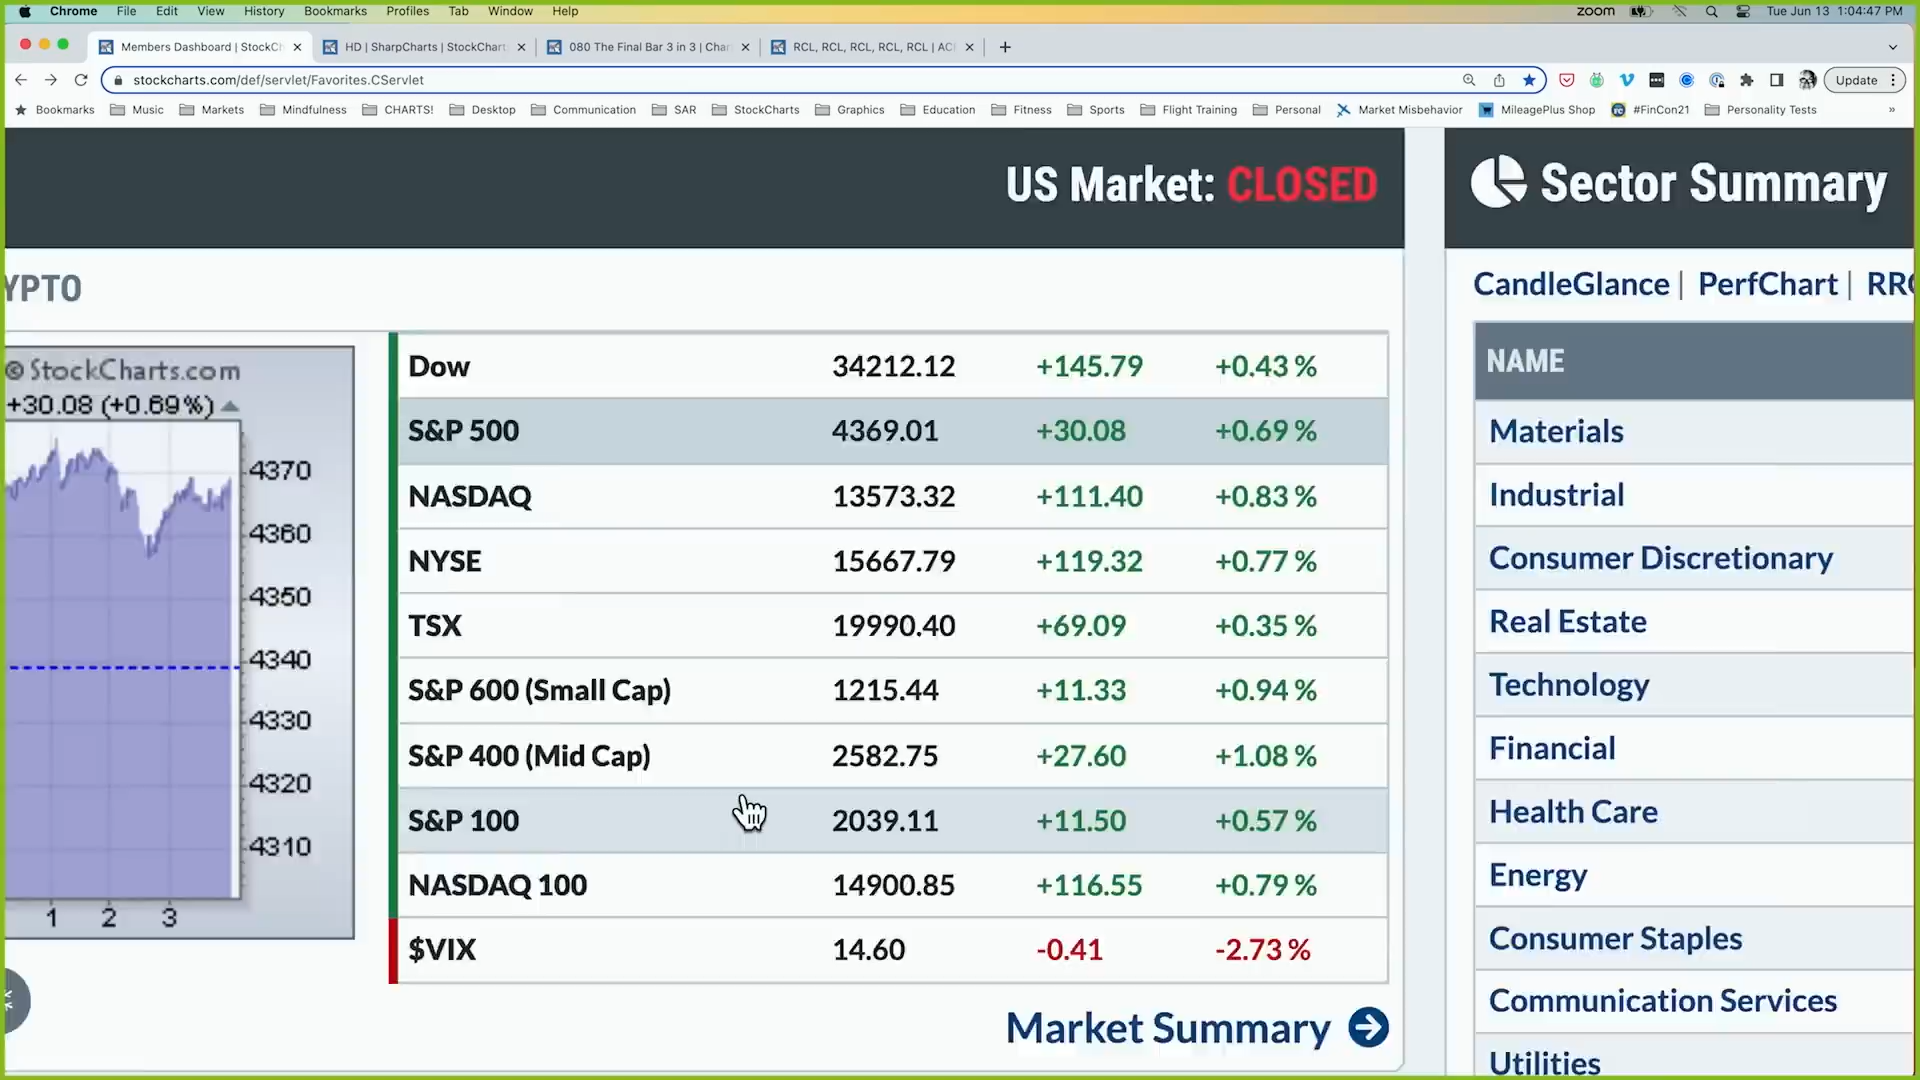 Chrome File Edit View History Bookmarks Profiles Tab Window Help zoom Tue Jun 13 1:04:47 PM
Members Dashboard | StockCh HD | SharpCharts | StockChart 080 The Final Bar 3 in 3 | Char RCL, RCL, RCL, RCL, RCL | AC
stockcharts.com/def/servlet/Favorites.CServlet Update
Bookmarks Music Markets Mindfulness CHARTS! Desktop Communication SAR StockCharts Graphics Education Fitness Sports Flight Training Personal Market Misbehavior MileagePlus Shop #FinCon21 Personality Tests »
US Market: CLOSED
Sector Summary
YPTO
CandleGlance | PerfChart | RRG
© StockCharts.com
+30.08 (+0.69%)
4370
4360
4350
4340
4330
4320
4310
1 2 3
Dow 34212.12 +145.79 +0.43 %
S&P 500 4369.01 +30.08 +0.69 %
NASDAQ 13573.32 +111.40 +0.83 %
NYSE 15667.79 +119.32 +0.77 %
TSX 19990.40 +69.09 +0.35 %
S&P 600 (Small Cap) 1215.44 +11.33 +0.94 %
S&P 400 (Mid Cap) 2582.75 +27.60 +1.08 %
S&P 100 2039.11 +11.50 +0.57 %
NASDAQ 100 14900.85 +116.55 +0.79 %
$VIX 14.60 -0.41 -2.73 %
Market Summary
NAME
Materials
Industrial
Consumer Discretionary
Real Estate
Technology
Financial
Health Care
Energy
Consumer Staples
Communication Services
Utilities